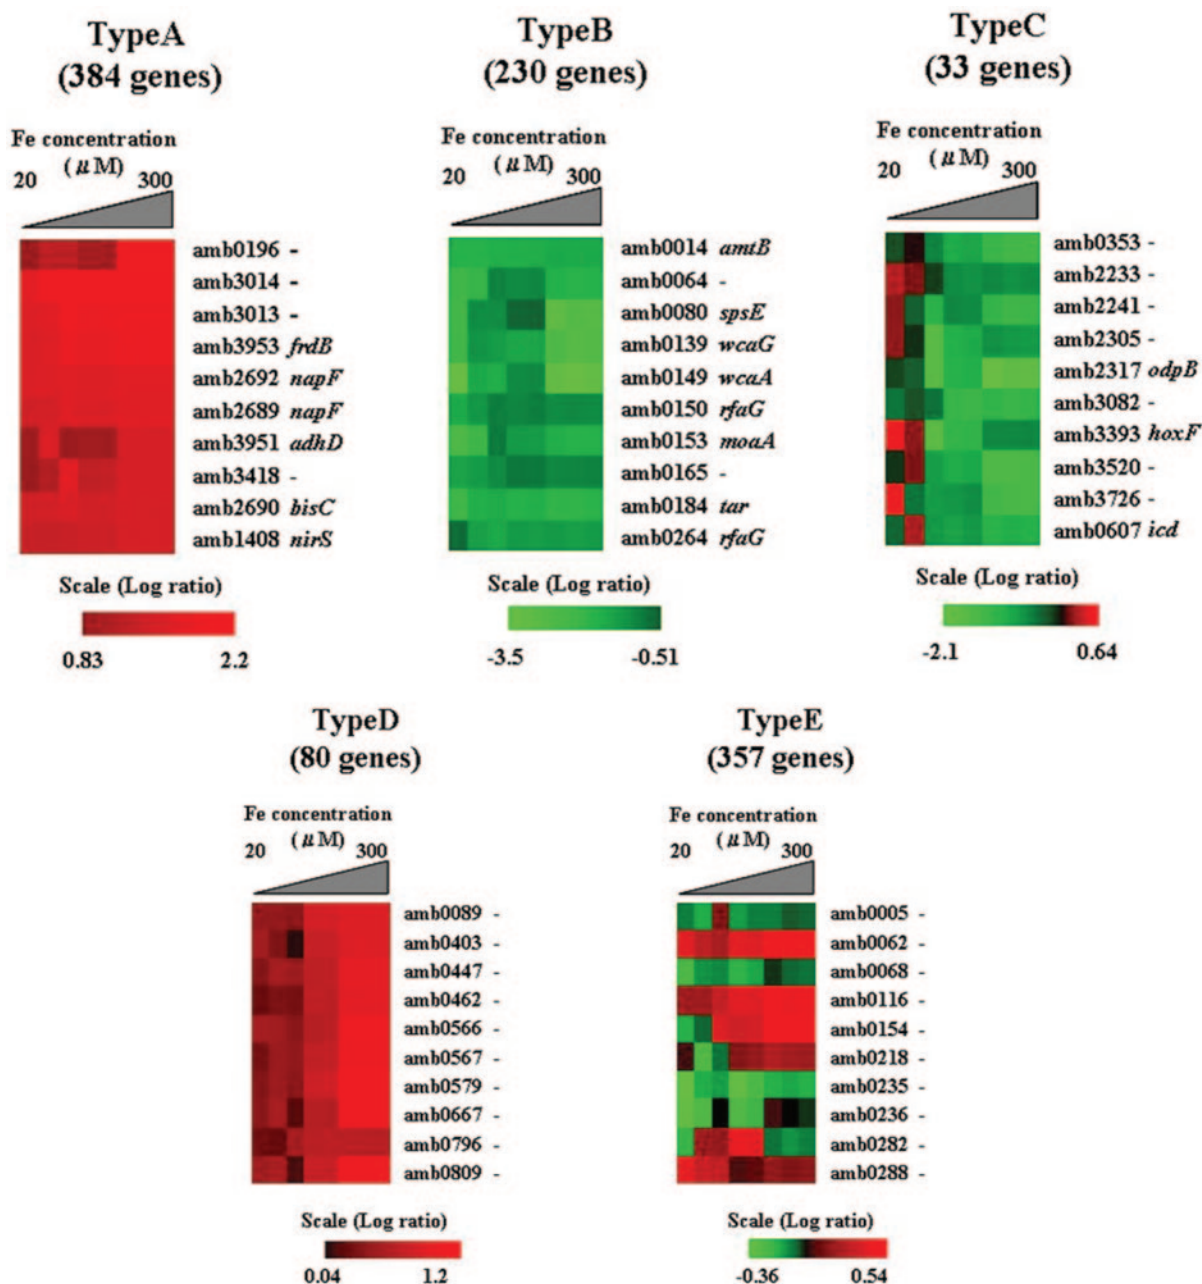 TypeA
(384 genes)
Fe concentration
(μM)
20 300
amb0196 -
amb3014 -
amb3013 -
amb3953 frdB
amb2692 napF
amb2689 napF
amb3951 adhD
amb3418 -
amb2690 bisC
amb1408 nirS
Scale (Log ratio)
0.83 2.2
TypeB
(230 genes)
Fe concentration
(μM)
20 300
amb0014 amtB
amb0064 -
amb0080 spsE
amb0139 wcaG
amb0149 wcaA
amb0150 rfaG
amb0153 moaA
amb0165 -
amb0184 tar
amb0264 rfaG
Scale (Log ratio)
-3.5 -0.51
TypeC
(33 genes)
Fe concentration
(μM)
20 300
amb0353 -
amb2233 -
amb2241 -
amb2305 -
amb2317 odpB
amb3082 -
amb3393 hoxF
amb3520 -
amb3726 -
amb0607 icd
Scale (Log ratio)
-2.1 0.64
TypeD
(80 genes)
Fe concentration
(μM)
20 300
amb0089 -
amb0403 -
amb0447 -
amb0462 -
amb0566 -
amb0567 -
amb0579 -
amb0667 -
amb0796 -
amb0809 -
Scale (Log ratio)
0.04 1.2
TypeE
(357 genes)
Fe concentration
(μM)
20 300
amb0005 -
amb0062 -
amb0068 -
amb0116 -
amb0154 -
amb0218 -
amb0235 -
amb0236 -
amb0282 -
amb0288 -
Scale (Log ratio)
-0.36 0.54